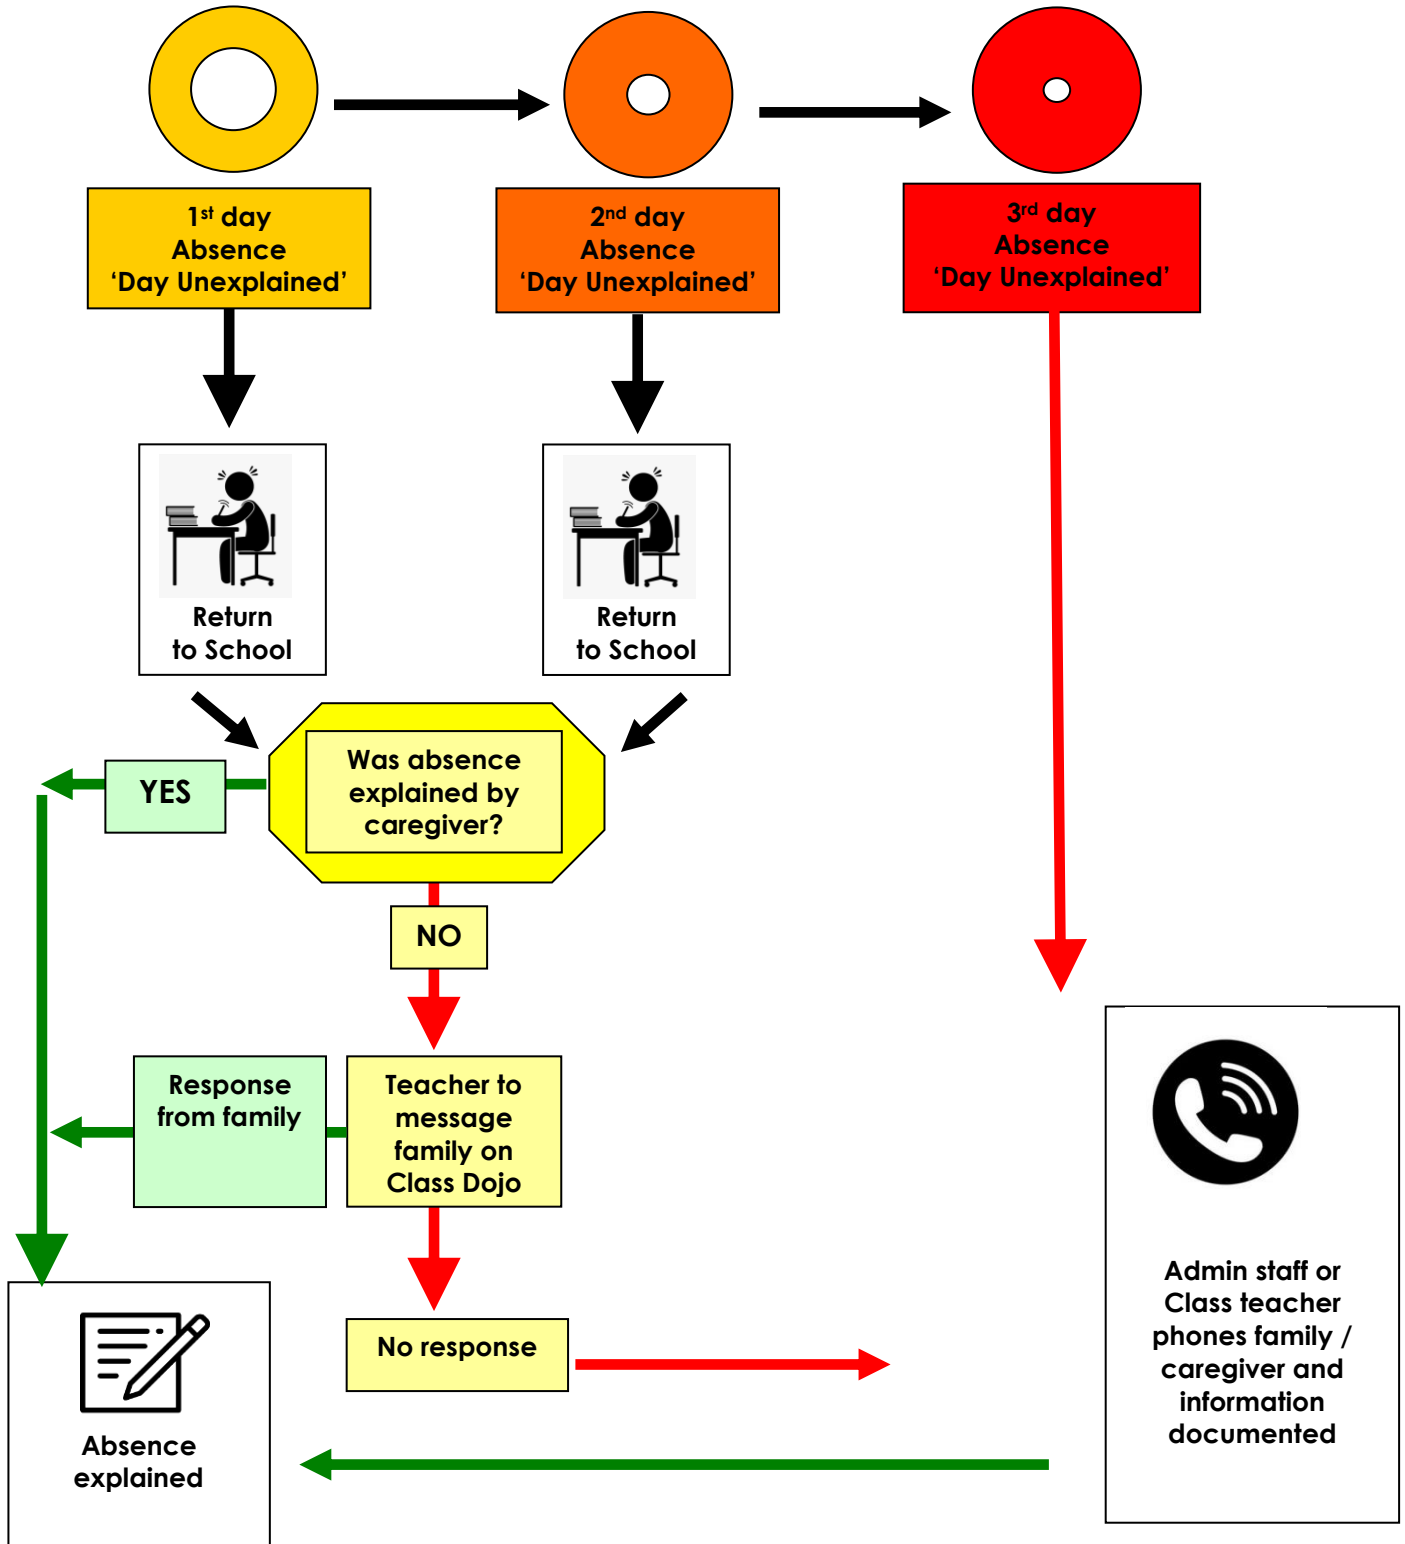 1st day
Absence
‘Day Unexplained’
2nd day
Absence
‘Day Unexplained’
3rd day
Absence
‘Day Unexplained’
Return
to School
Return
to School
Was absence
explained by
caregiver?
YES
NO
Response
from family
Teacher to
message
family on
Class Dojo
No response
Admin staff or
Class teacher
phones family /
caregiver and
information
documented
Absence
explained